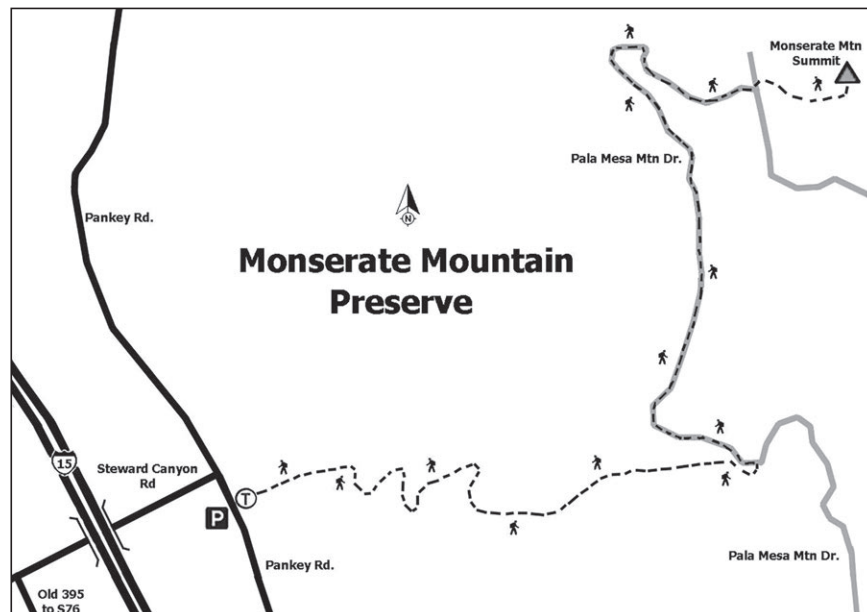 Monserate Mtn
Summit
Pala Mesa Mtn Dr.
Pankey Rd.
N
Monserate Mountain
Preserve
15
Steward Canyon
Rd
T
P
Pankey Rd.
Pala Mesa Mtn Dr.
Old 395
to S76